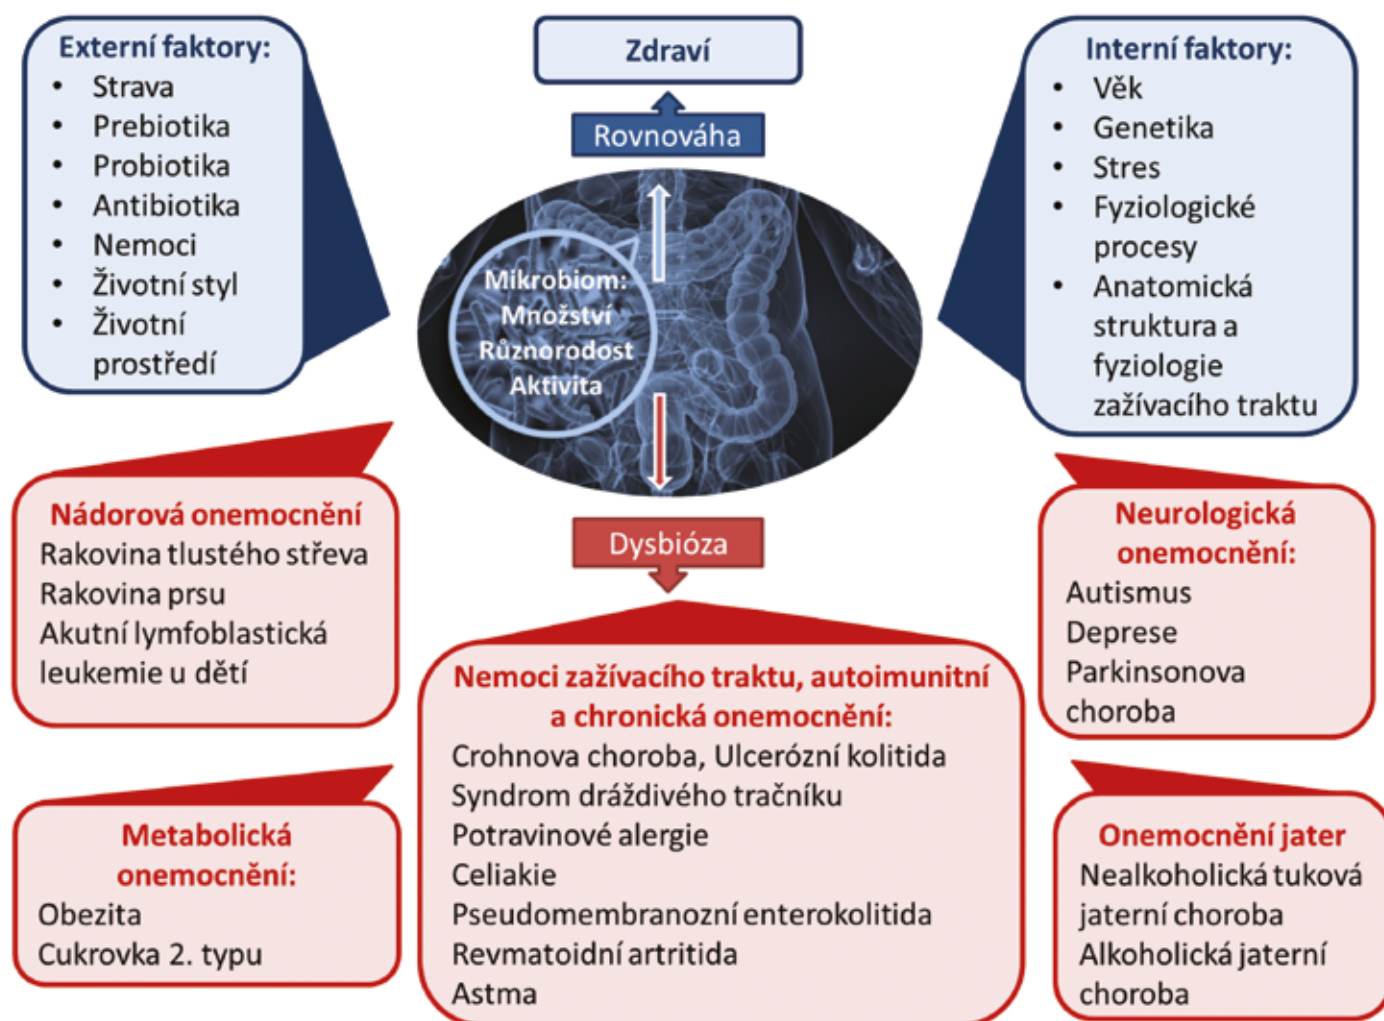 Externí faktory:
• Strava
• Prebiotika
• Probiotika
• Antibiotika
• Nemoci
• Životní styl
• Životní
prostředí
Zdraví
Rovnováha
Interní faktory:
• Věk
• Genetika
• Stres
• Fyziologické
procesy
• Anatomická
struktura a
fyziologie
zažívacího traktu
Mikrobiom:
Množství
Různorodost
Aktivita
Dysbióza
Nádorová onemocnění
Rakovina tlustého střeva
Rakovina prsu
Akutní lymfoblastická
leukemie u dětí
Neurologická
onemocnění:
Autismus
Deprese
Parkinsonova
choroba
Metabolická
onemocnění:
Obezita
Cukrovka 2. typu
Nemoci zažívacího traktu, autoimunitní
a chronická onemocnění:
Crohnova choroba, Ulcerózní kolitida
Syndrom dráždivého tračníku
Potravinové alergie
Celiakie
Pseudomembranozní enterokolitida
Revmatoidní artritida
Astma
Onemocnění jater
Nealkoholická tuková
jaterní choroba
Alkoholická jaterní
choroba